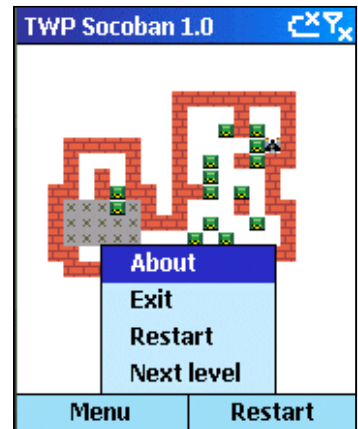 TWP Socoban 1.0
About
Exit
Restart
Next level
Menu Restart